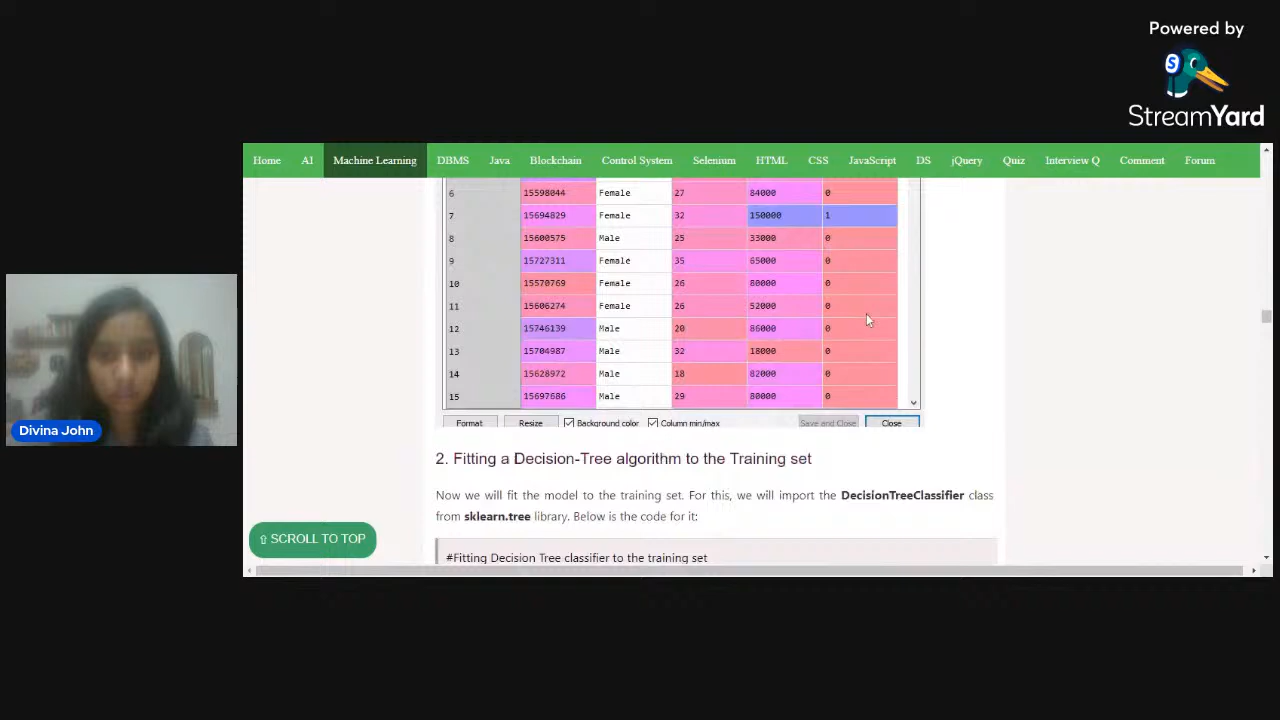 Powered by
StreamYard
Home AI Machine Learning DBMS Java Blockchain Control System Selenium HTML CSS JavaScript DS jQuery Quiz Interview Q Comment Forum
6 15598044 Female 27 84000 0
7 15694829 Female 32 150000 1
8 15600575 Male 25 33000 0
9 15727311 Female 35 65000 0
10 15570769 Female 26 80000 0
11 15606274 Female 26 52000 0
12 15746139 Male 20 86000 0
13 15704987 Male 32 18000 0
14 15628972 Male 18 82000 0
15 15697686 Male 29 80000 0
Format Resize Background color Column min/max Save and Close Close
2. Fitting a Decision-Tree algorithm to the Training set
Now we will fit the model to the training set. For this, we will import the DecisionTreeClassifier class
from sklearn.tree library. Below is the code for it:
⇧ SCROLL TO TOP
#Fitting Decision Tree classifier to the training set
Divina John